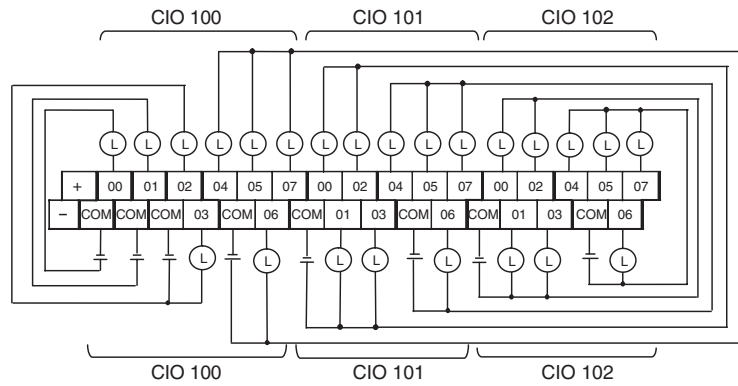 CIO 100 CIO 101 CIO 102
L L L L L L L L L L L L L L L L
+ 00 01 02 04 05 07 00 02 04 05 07 00 02 04 05 07
− COM COM COM 03 COM 06 COM 01 03 COM 06 COM 01 03 COM 06
L L L L L L L L
CIO 100 CIO 101 CIO 102